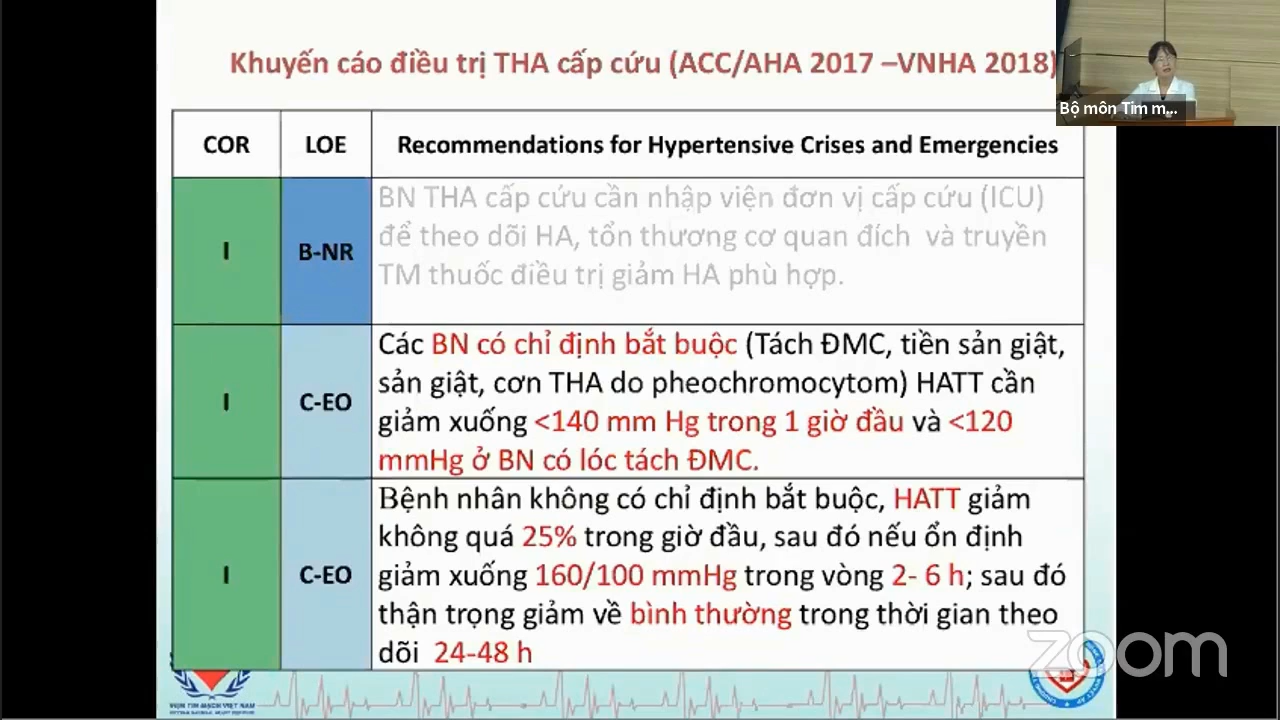 Khuyến cáo điều trị THA cấp cứu (ACC/AHA 2017 –VNHA 2018)
Bộ môn Tim m...
COR LOE Recommendations for Hypertensive Crises and Emergencies
I B-NR
BN THA cấp cứu cần nhập viện đơn vị cấp cứu (ICU)
để theo dõi HA, tổn thương cơ quan đích và truyền
TM thuốc điều trị giảm HA phù hợp.
I C-EO
Các BN có chỉ định bắt buộc (Tách ĐMC, tiền sản giật,
sản giật, cơn THA do pheochromocytom) HATT cần
giảm xuống <140 mm Hg trong 1 giờ đầu và <120
mmHg ở BN có lóc tách ĐMC.
I C-EO
Bệnh nhân không có chỉ định bắt buộc, HATT giảm
không quá 25% trong giờ đầu, sau đó nếu ổn định
giảm xuống 160/100 mmHg trong vòng 2- 6 h; sau đó
thận trọng giảm về bình thường trong thời gian theo
dõi 24-48 h
zoom